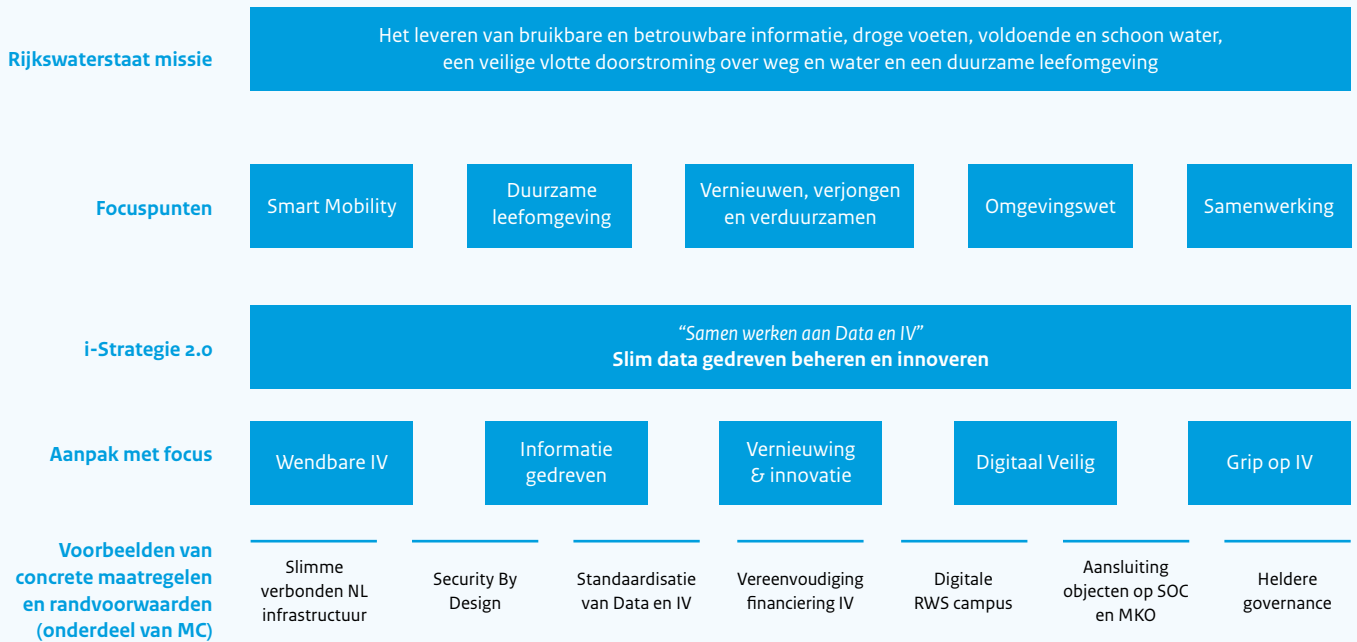 Rijkswaterstaat missie
Het leveren van bruikbare en betrouwbare informatie, droge voeten, voldoende en schoon water,
een veilige vlotte doorstroming over weg en water en een duurzame leefomgeving
Focuspunten
Smart Mobility
Duurzame
leefomgeving
Vernieuwen, verjongen
en verduurzamen
Omgevingswet
Samenwerking
i-Strategie 2.0
“Samen werken aan Data en IV”
Slim data gedreven beheren en innoveren
Aanpak met focus
Wendbare IV
Informatie
gedreven
Vernieuwing
& innovatie
Digitaal Veilig
Grip op IV
Voorbeelden van
concrete maatregelen
en randvoorwaarden
(onderdeel van MC)
Slimme
verbonden NL
infrastructuur
Security By
Design
Standaardisatie
van Data en IV
Vereenvoudiging
financiering IV
Digitale
RWS campus
Aansluiting
objecten op SOC
en MKO
Heldere
governance